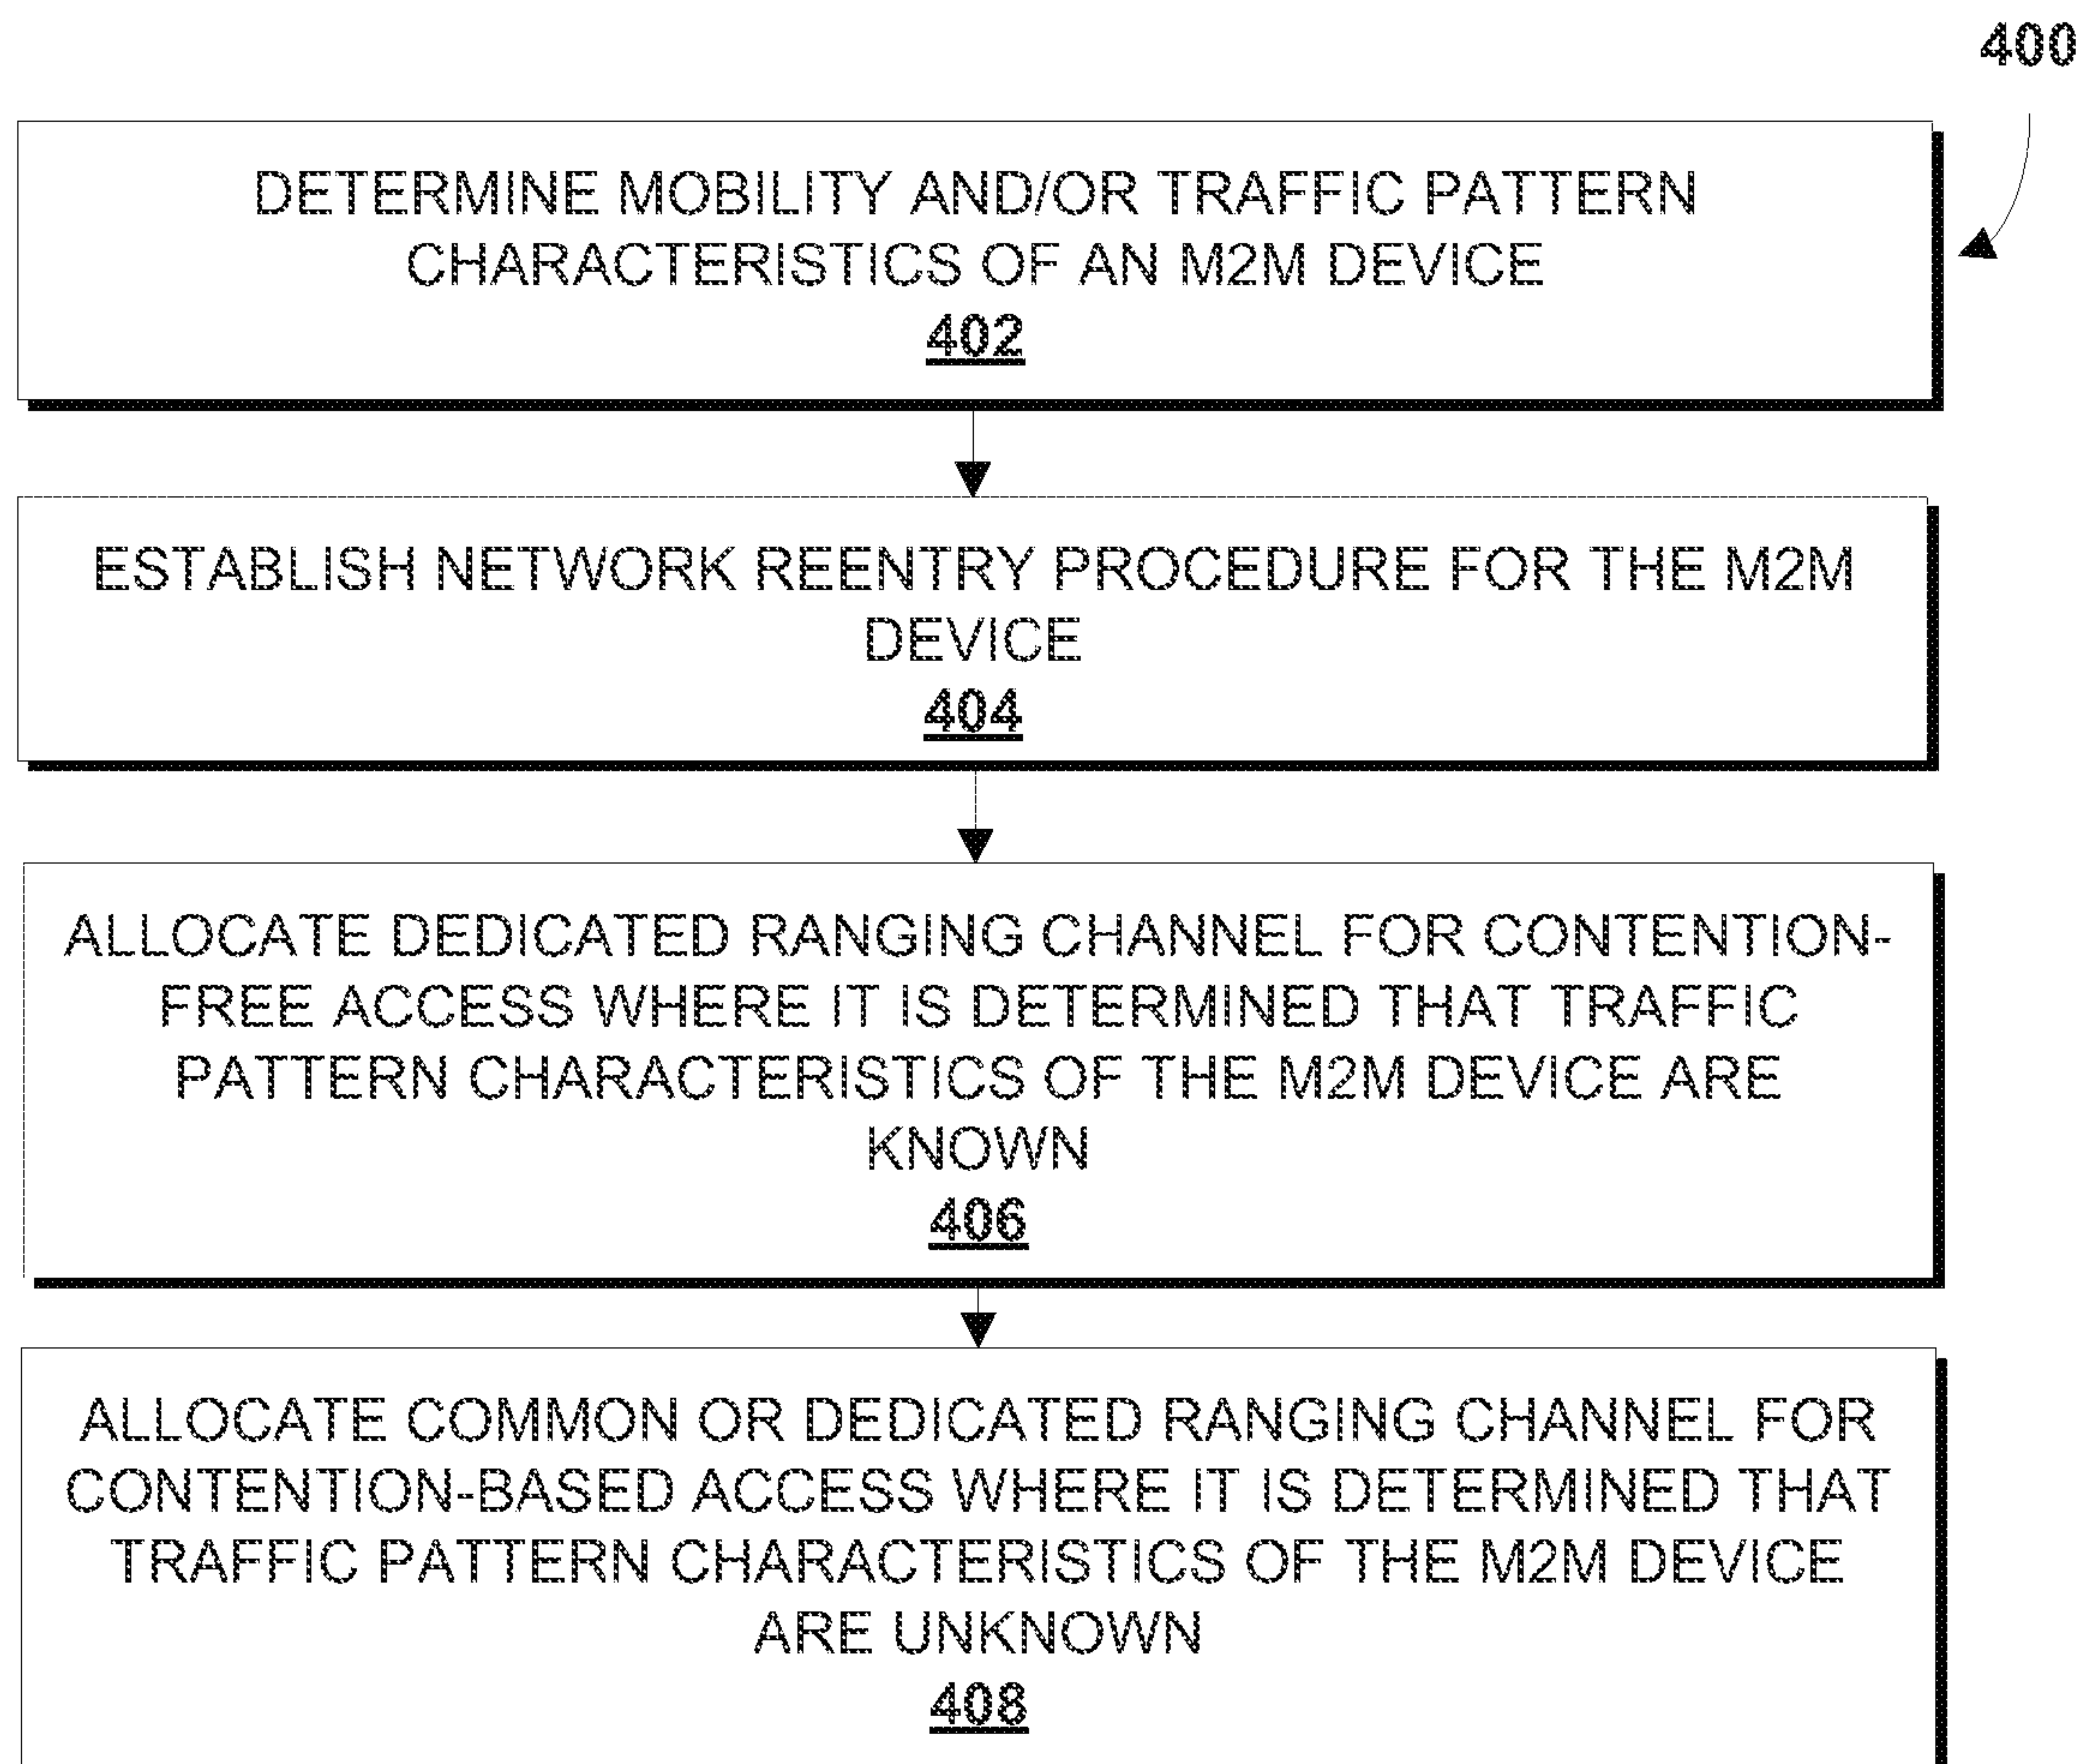 400
DETERMINE MOBILITY AND/OR TRAFFIC PATTERN
CHARACTERISTICS OF AN M2M DEVICE
402
ESTABLISH NETWORK REENTRY PROCEDURE FOR THE M2M
DEVICE
404
ALLOCATE DEDICATED RANGING CHANNEL FOR CONTENTION-
FREE ACCESS WHERE IT IS DETERMINED THAT TRAFFIC
PATTERN CHARACTERISTICS OF THE M2M DEVICE ARE
KNOWN
406
ALLOCATE COMMON OR DEDICATED RANGING CHANNEL FOR
CONTENTION-BASED ACCESS WHERE IT IS DETERMINED THAT
TRAFFIC PATTERN CHARACTERISTICS OF THE M2M DEVICE
ARE UNKNOWN
408